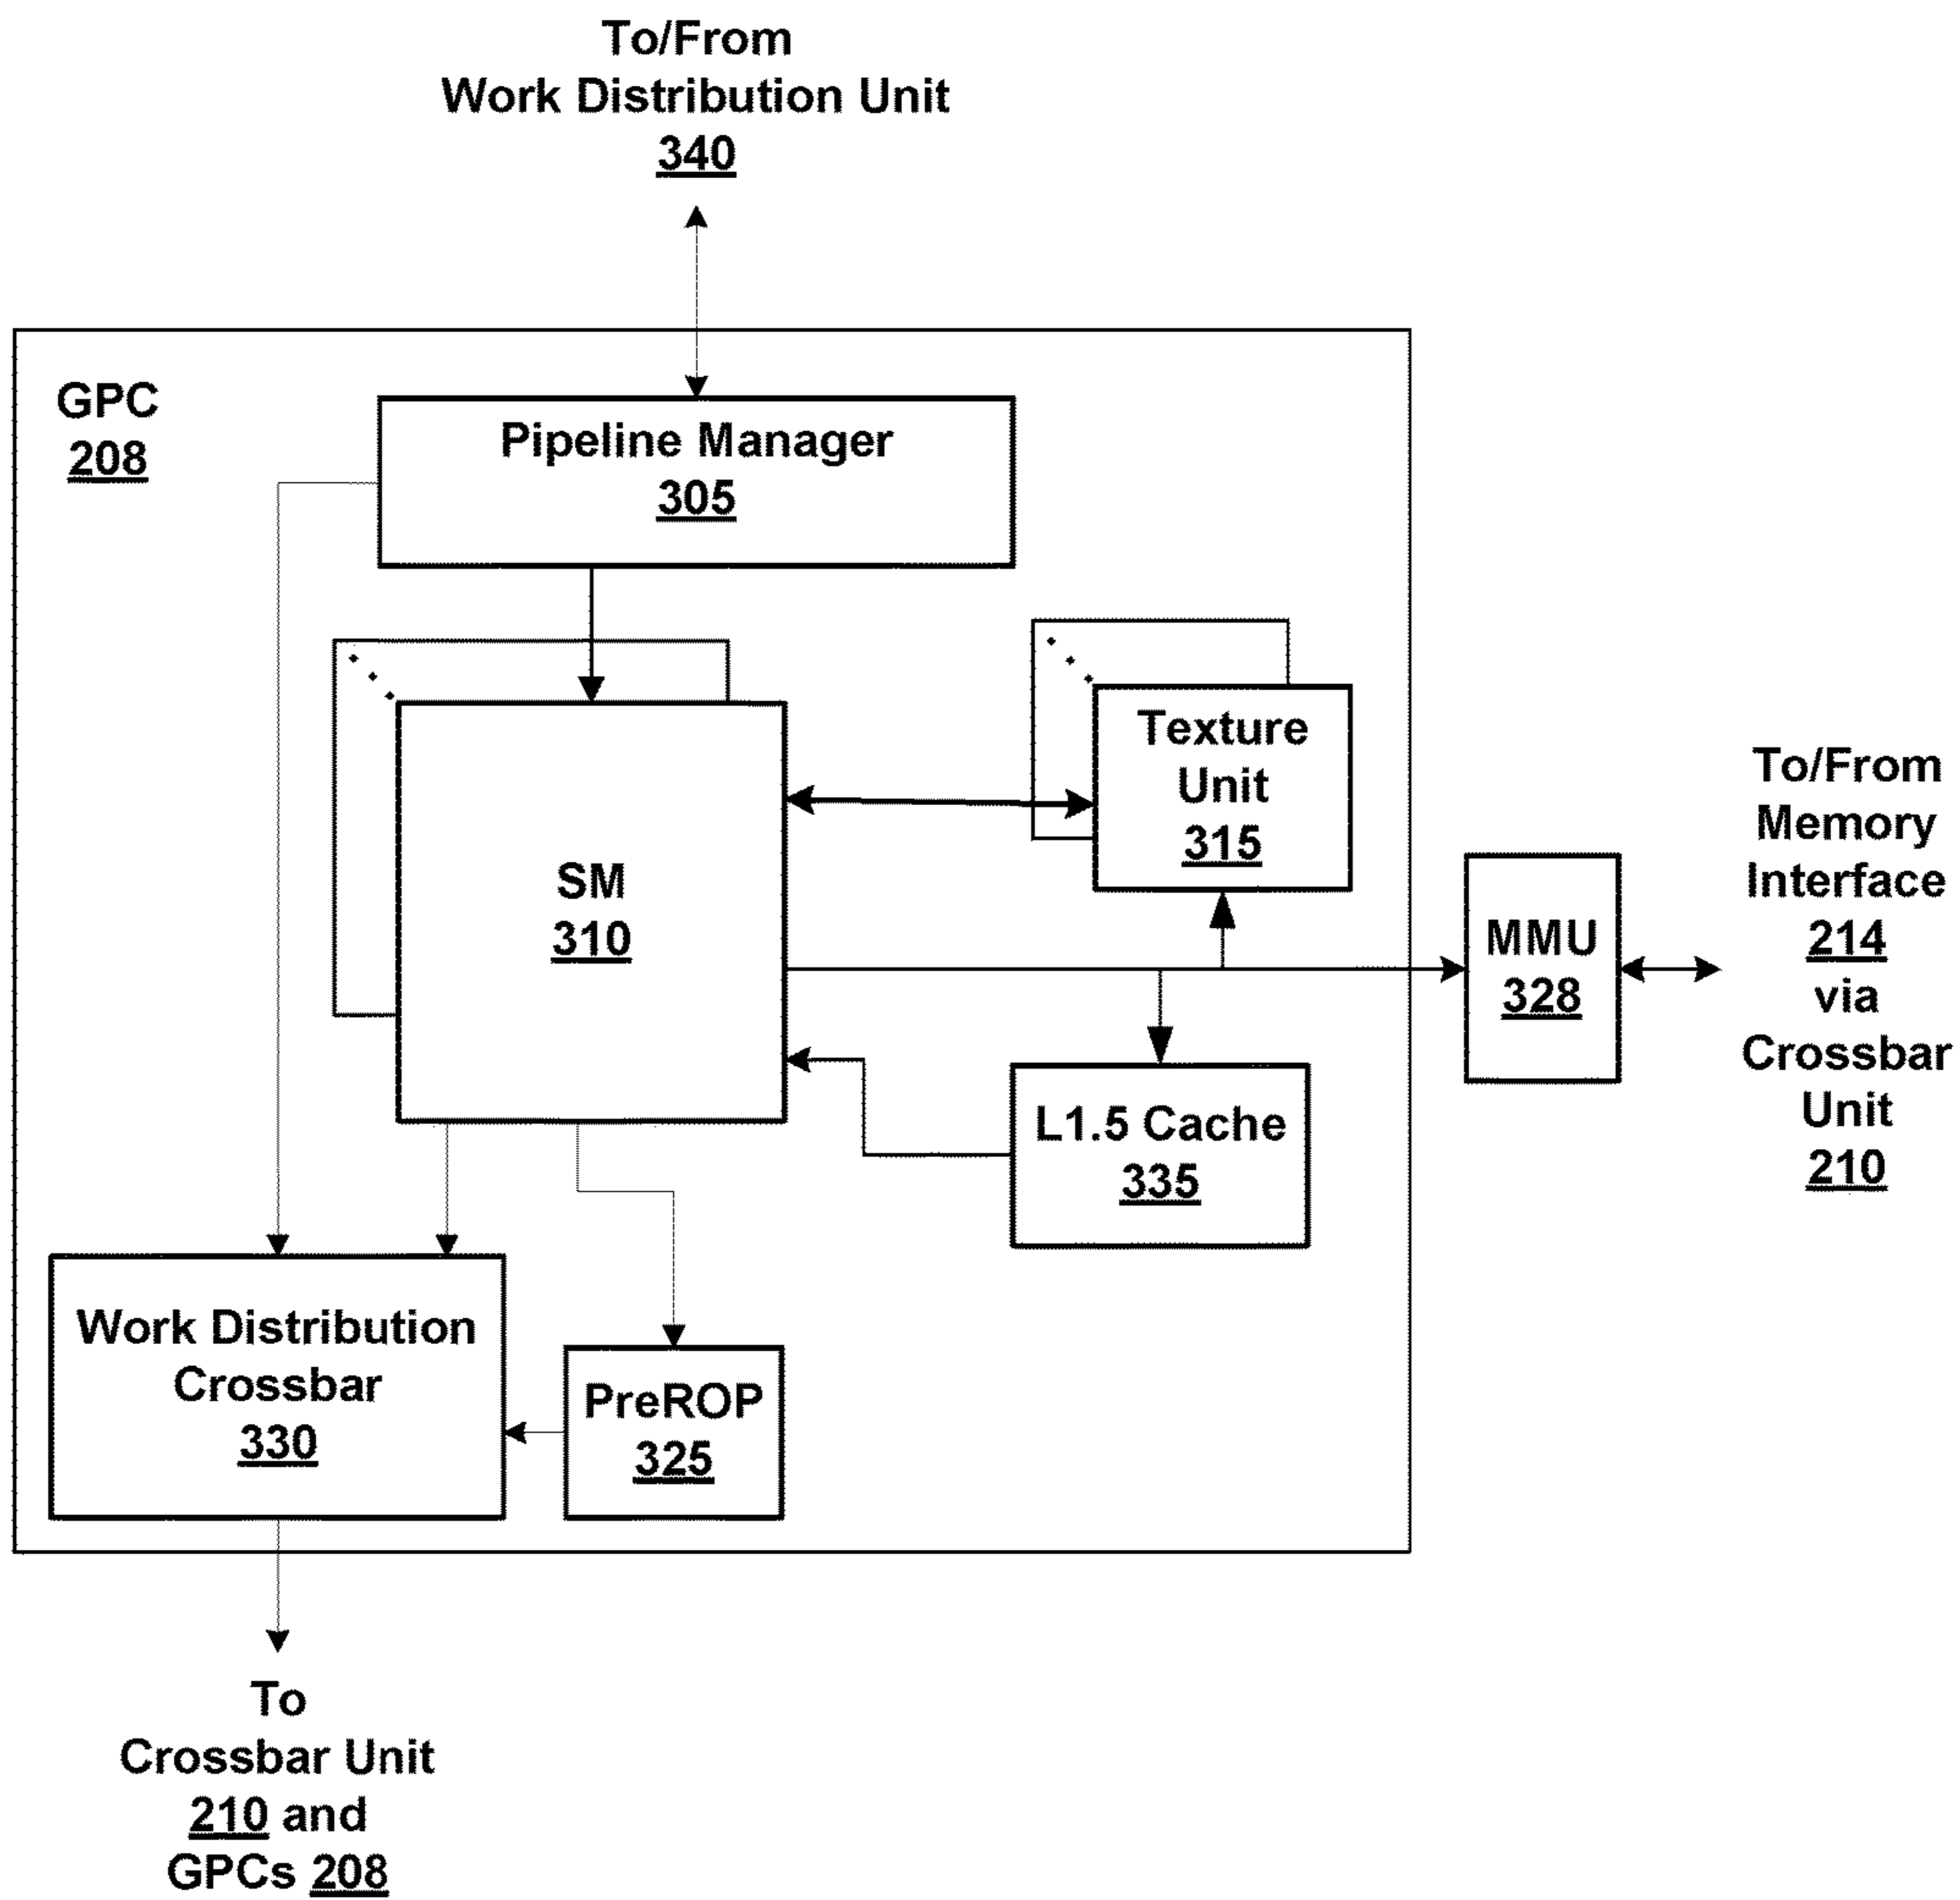 To/From
Work Distribution Unit
340
GPC
208
Pipeline Manager
305
Texture
Unit
315
SM
310
To/From
Memory
Interface
214
via
Crossbar
Unit
210
MMU
328
L1.5 Cache
335
Work Distribution
Crossbar
330
PreROP
325
To
Crossbar Unit
210 and
GPCs 208